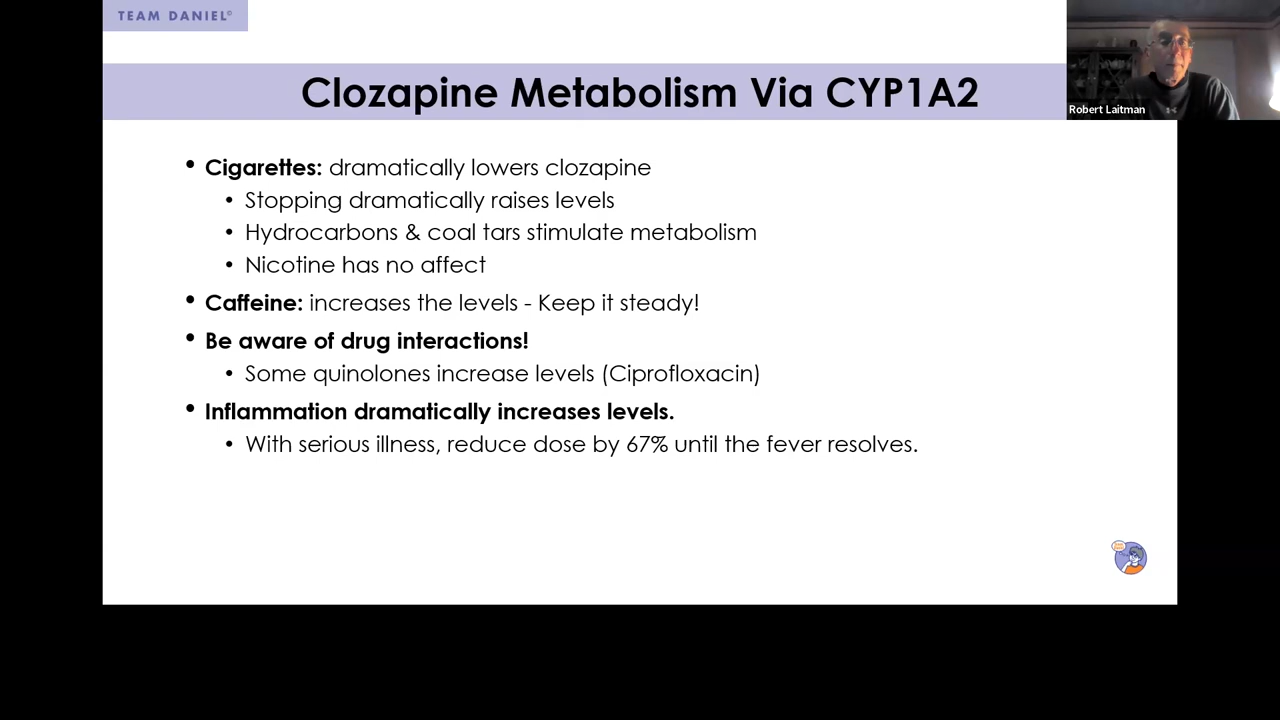 TEAM DANIEL©
Clozapine Metabolism Via CYP1A2
Robert Laitman
• Cigarettes: dramatically lowers clozapine
• Stopping dramatically raises levels
• Hydrocarbons & coal tars stimulate metabolism
• Nicotine has no affect
• Caffeine: increases the levels - Keep it steady!
• Be aware of drug interactions!
• Some quinolones increase levels (Ciprofloxacin)
• Inflammation dramatically increases levels.
• With serious illness, reduce dose by 67% until the fever resolves.